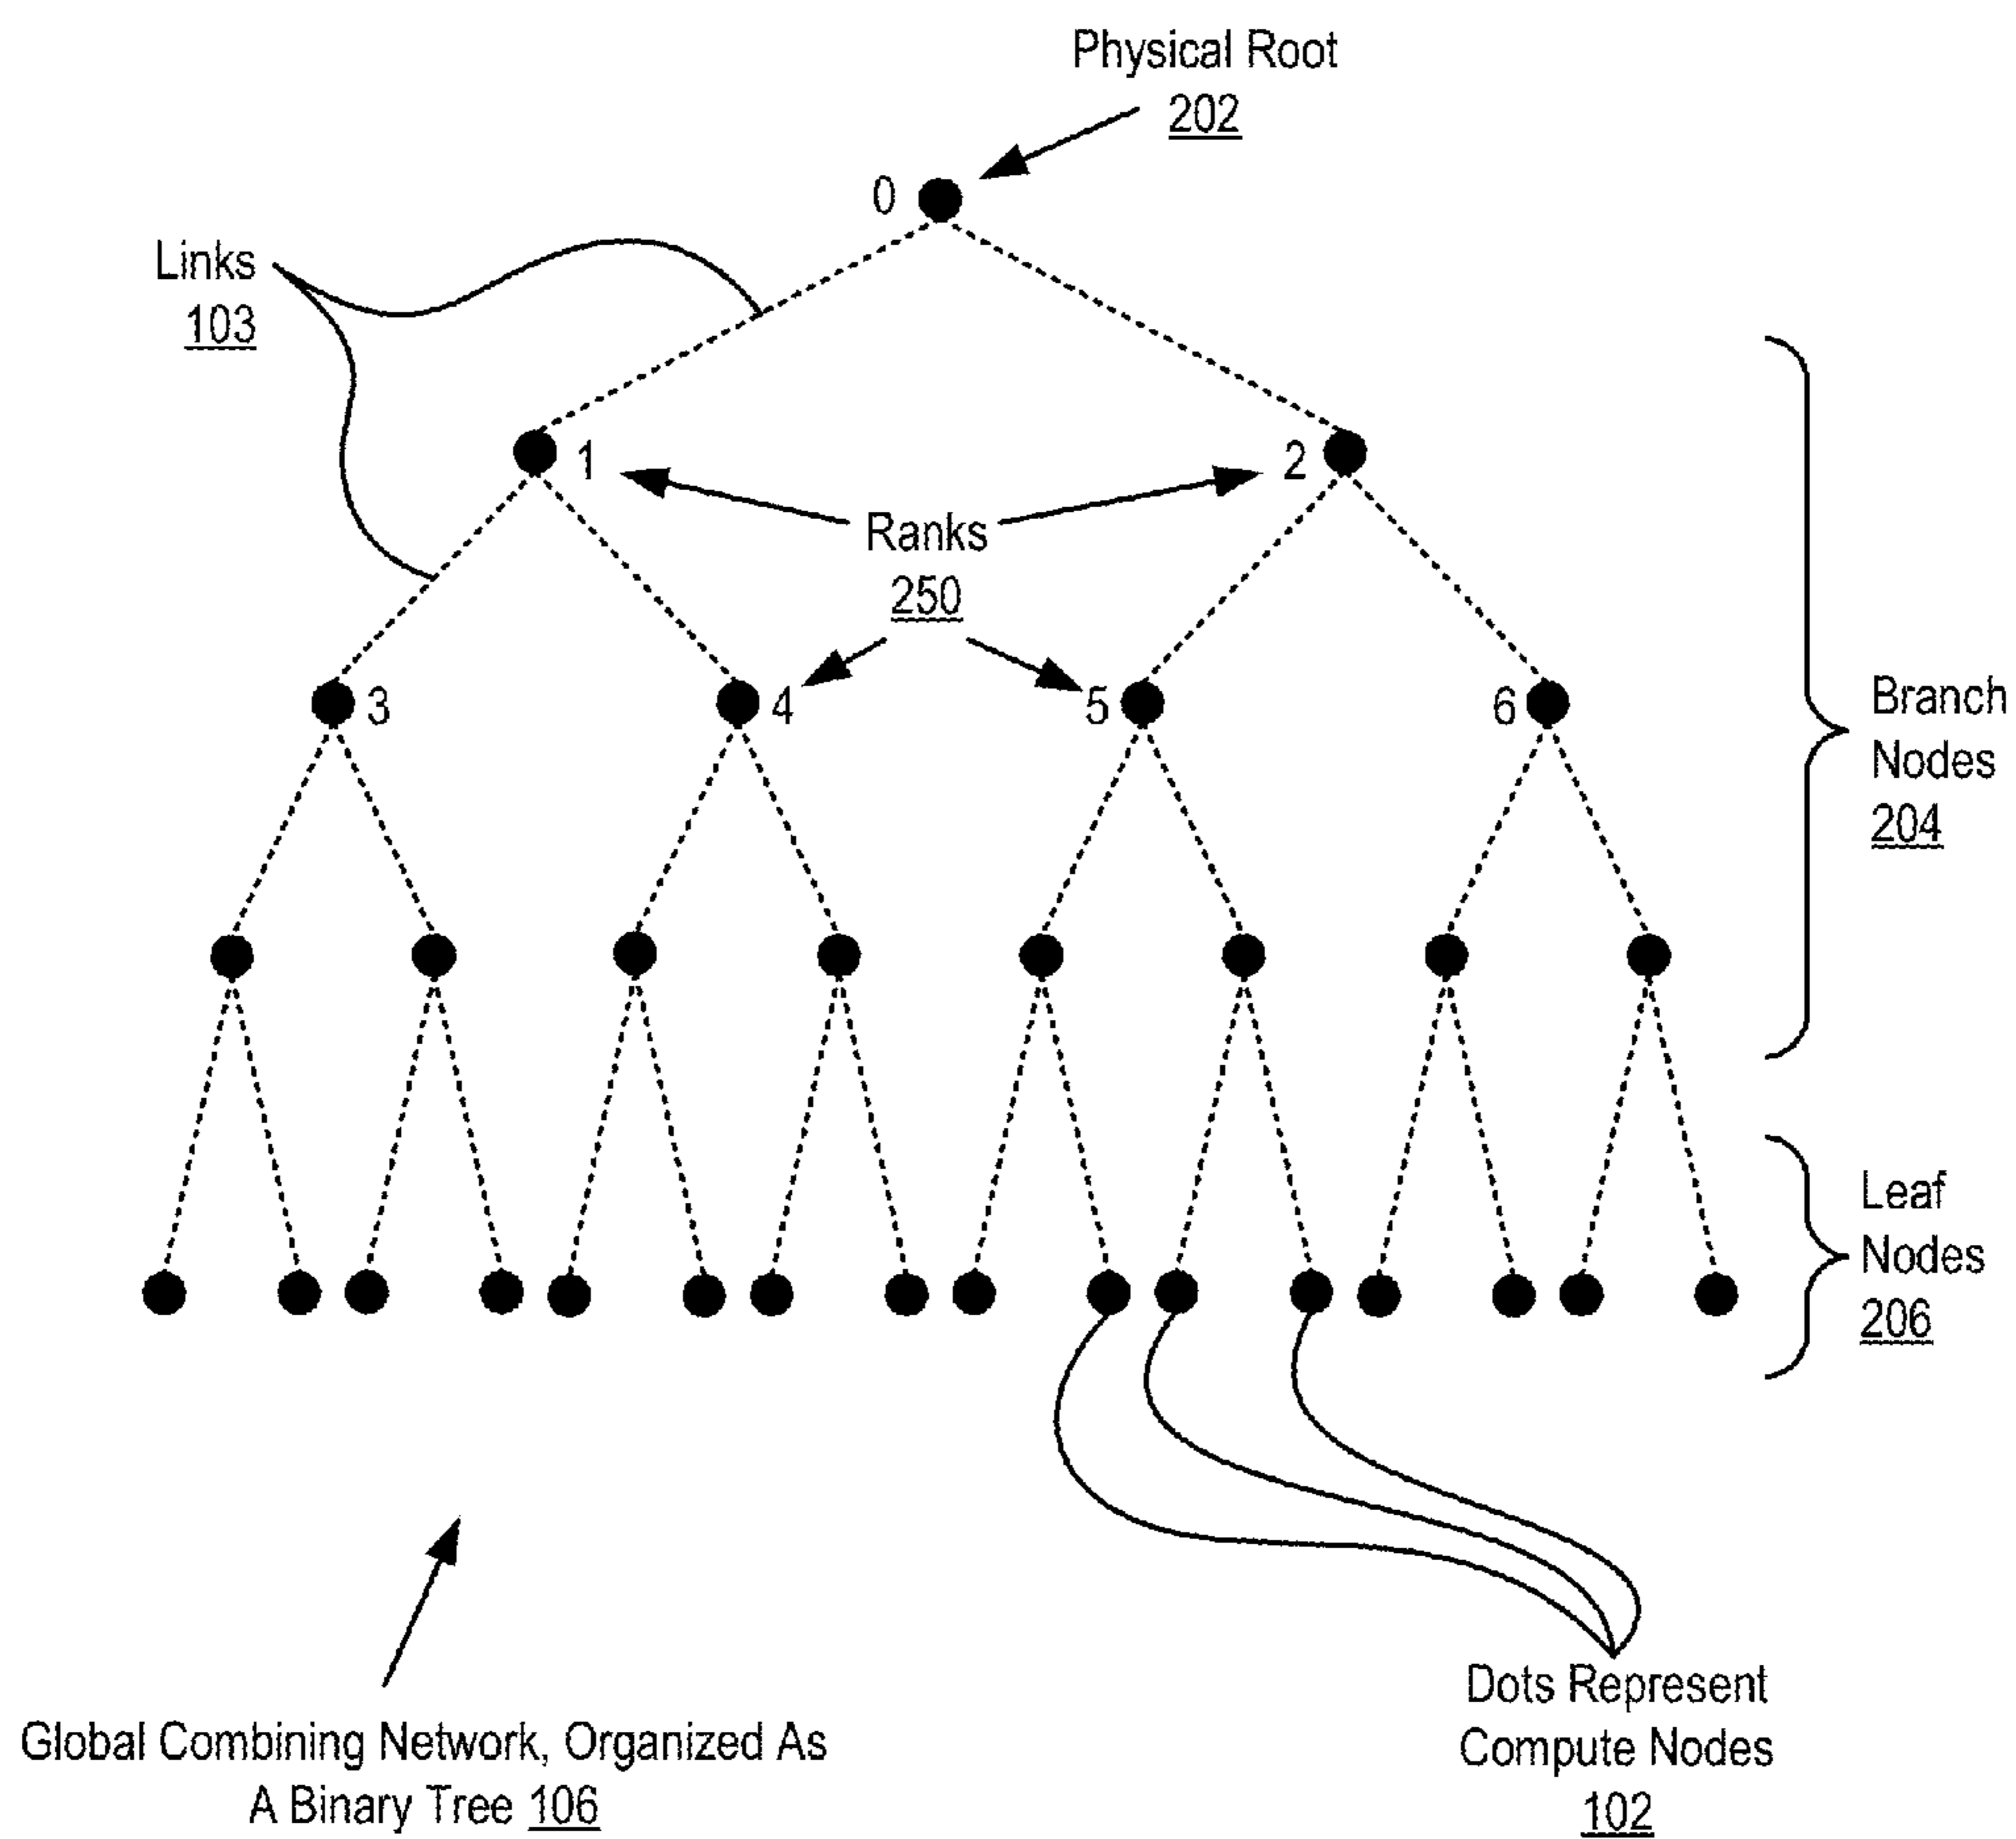 Physical Root
202
0
Links
103
1
2
Ranks
250
3
4
5
6
Branch
Nodes
204
Leaf
Nodes
206
Dots Represent
Compute Nodes
102
Global Combining Network, Organized As
A Binary Tree 106